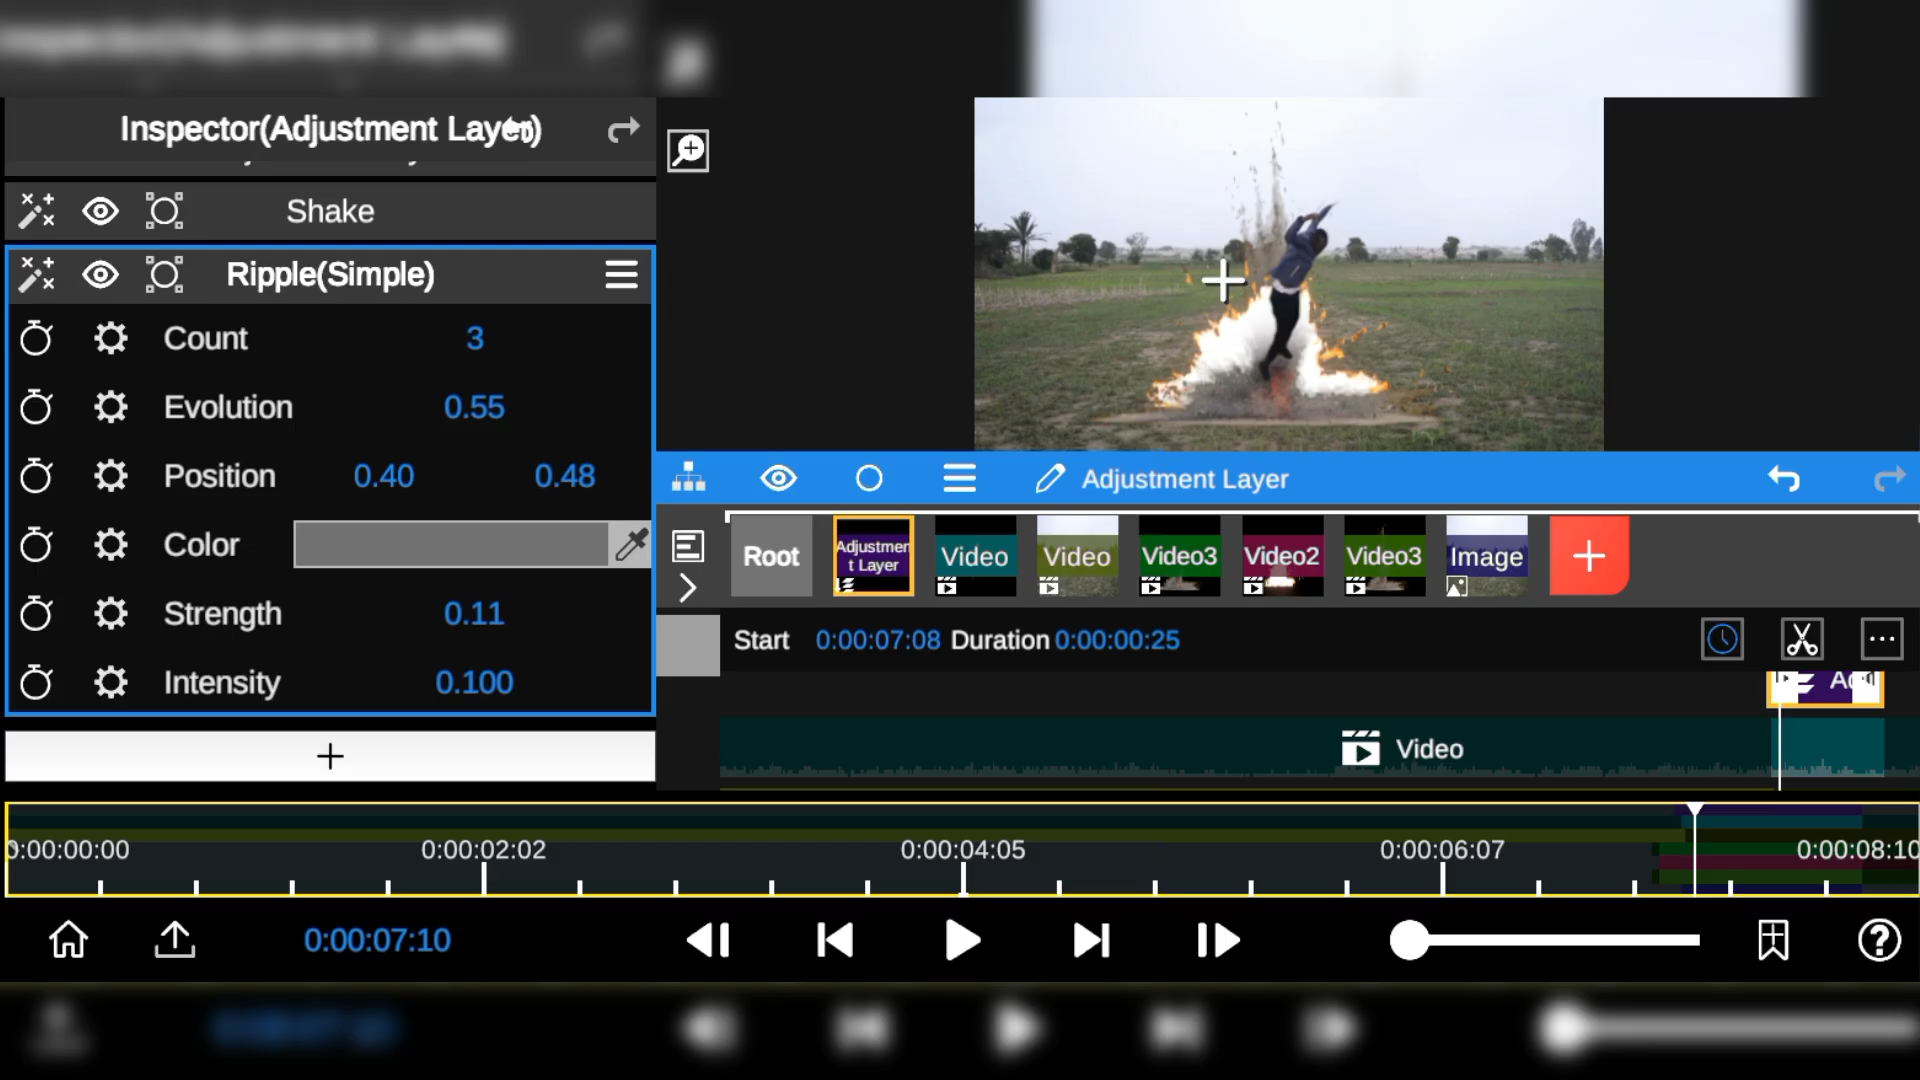 Inspector(Adjustment Layer)
Shake
Ripple(Simple)
Count 3
Evolution 0.55
Position 0.40 0.48
Color
Strength 0.11
Intensity 0.100
+
Adjustment Layer
Root
Adjustmen
t Layer
Video
Video
Video3
Video2
Video3
Image
+
Start 0:00:07:08 Duration 0:00:00:25
Video
0:00:00:00 0:00:02:02 0:00:04:05 0:00:06:07 0:00:08:10
0:00:07:10